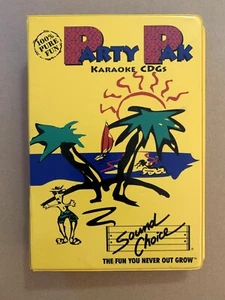 100%
PURE
FUN
PARTY PAK
KARAOKE CDGS
Sound
Choice
THE FUN YOU NEVER OUT GROW™